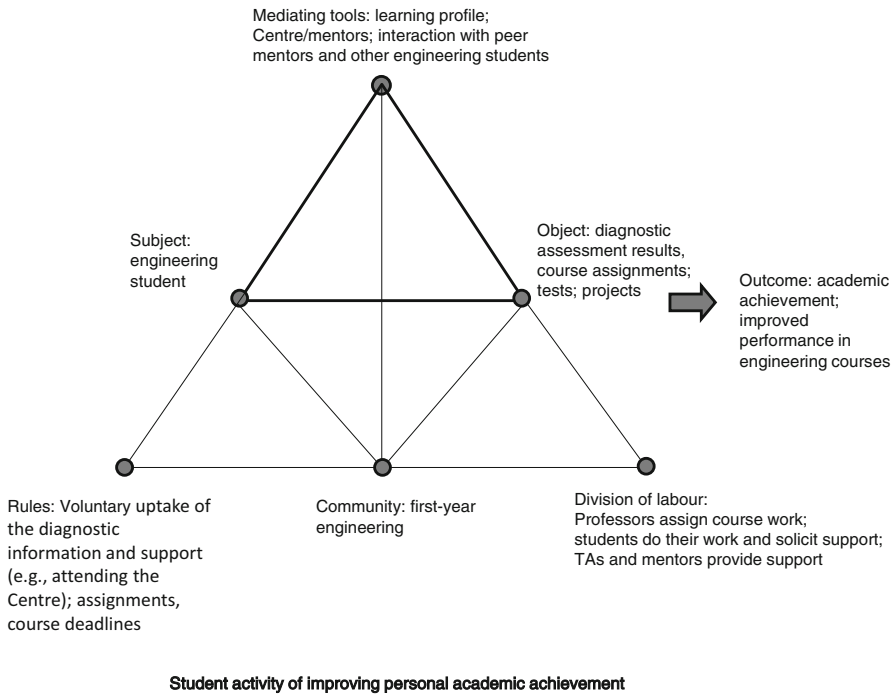 Mediating tools: learning profile;
Centre/mentors; interaction with peer
mentors and other engineering students
Subject:
engineering
student
Object: diagnostic
assessment results,
course assignments;
tests; projects
Outcome: academic
achievement;
improved
performance in
engineering courses
Rules: Voluntary uptake of
the diagnostic
information and support
(e.g., attending the
Centre); assignments,
course deadlines
Community: first-year
engineering
Division of labour:
Professors assign course work;
students do their work and solicit support;
TAs and mentors provide support
Student activity of improving personal academic achievement